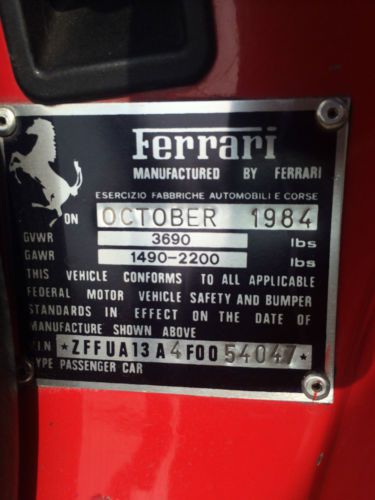 Ferrari
MANUFACTURED BY FERRARI
ESERCIZIO FABBRICHE AUTOMOBILI E CORSE
ON OCTOBER 1984
GVWR 3690 lbs
GAWR 1490-2200 lbs
THIS VEHICLE CONFORMS TO ALL APPLICABLE
FEDERAL MOTOR VEHICLE SAFETY AND BUMPER
STANDARDS IN EFFECT ON THE DATE OF
MANUFACTURE SHOWN ABOVE
VIN *ZFFUA13A4F0054047*
TYPE PASSENGER CAR